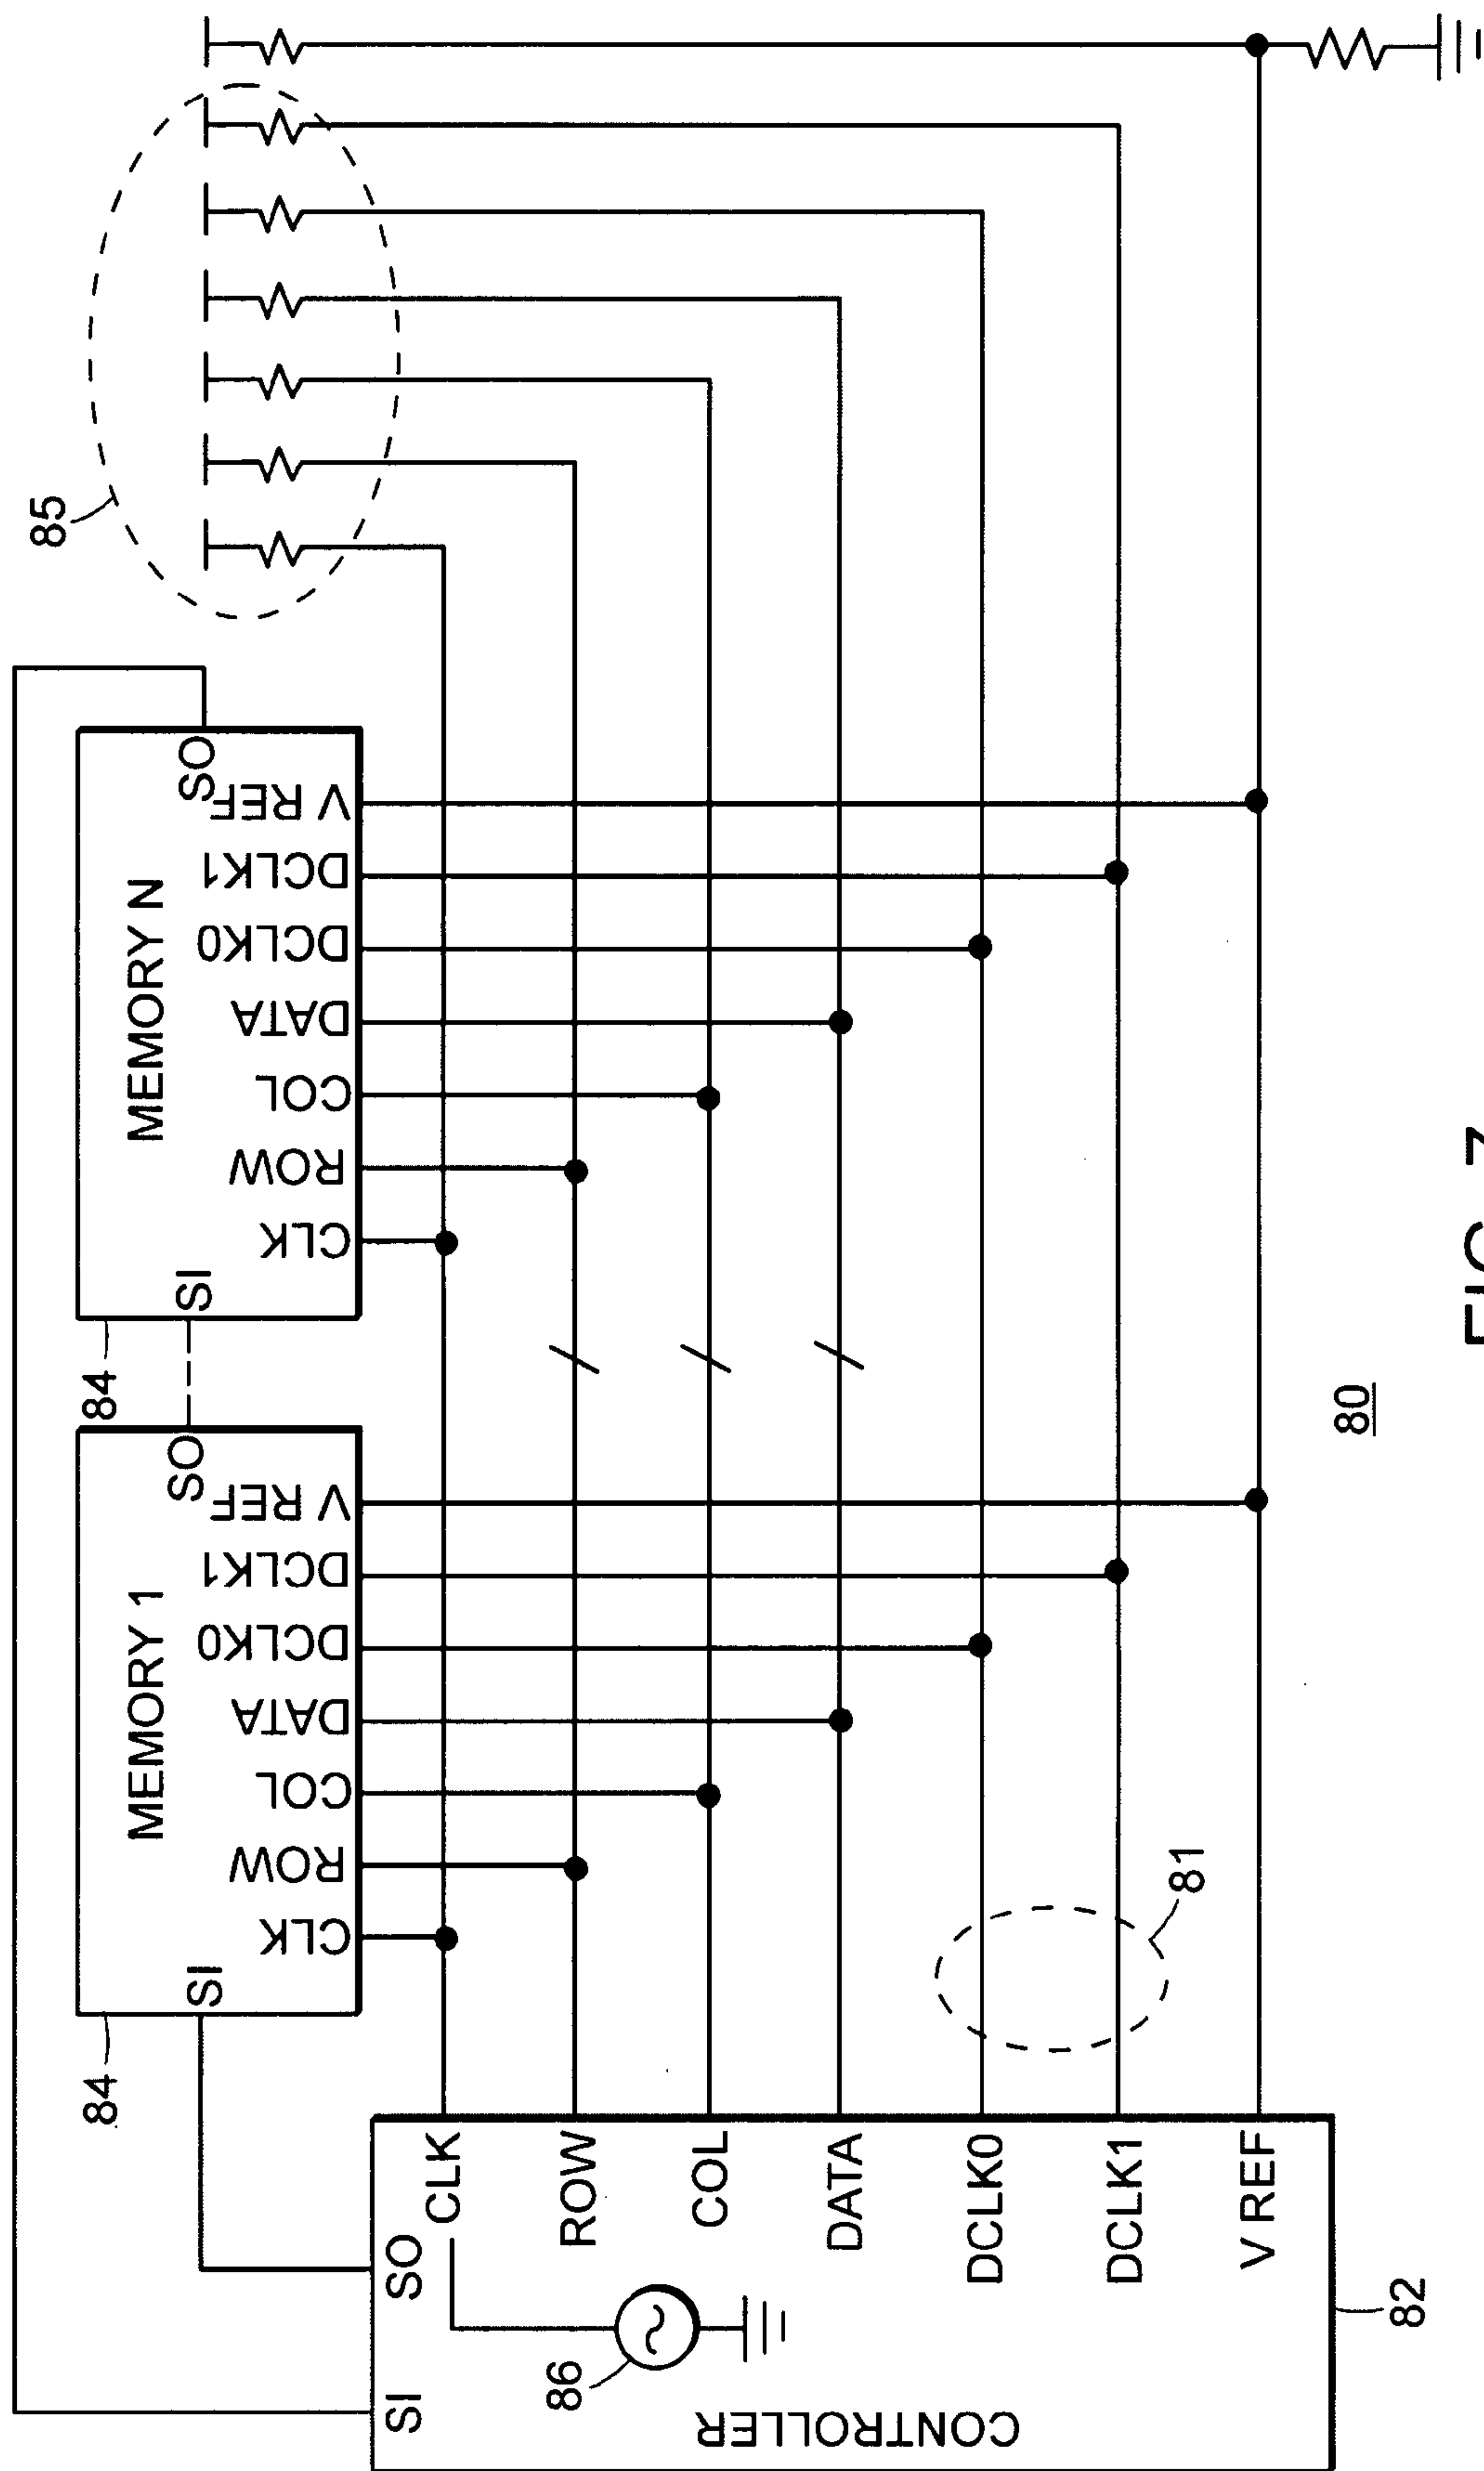 85
84
MEMORY 1
SI
SO
CLK
ROW
COL
DATA
DCLK0
DCLK1
V REF
84
MEMORY N
SI
SO
CLK
ROW
COL
DATA
DCLK0
DCLK1
V REF
SI
SO
CONTROLLER
86
CLK
ROW
COL
DATA
DCLK0
DCLK1
V REF
82
81
80